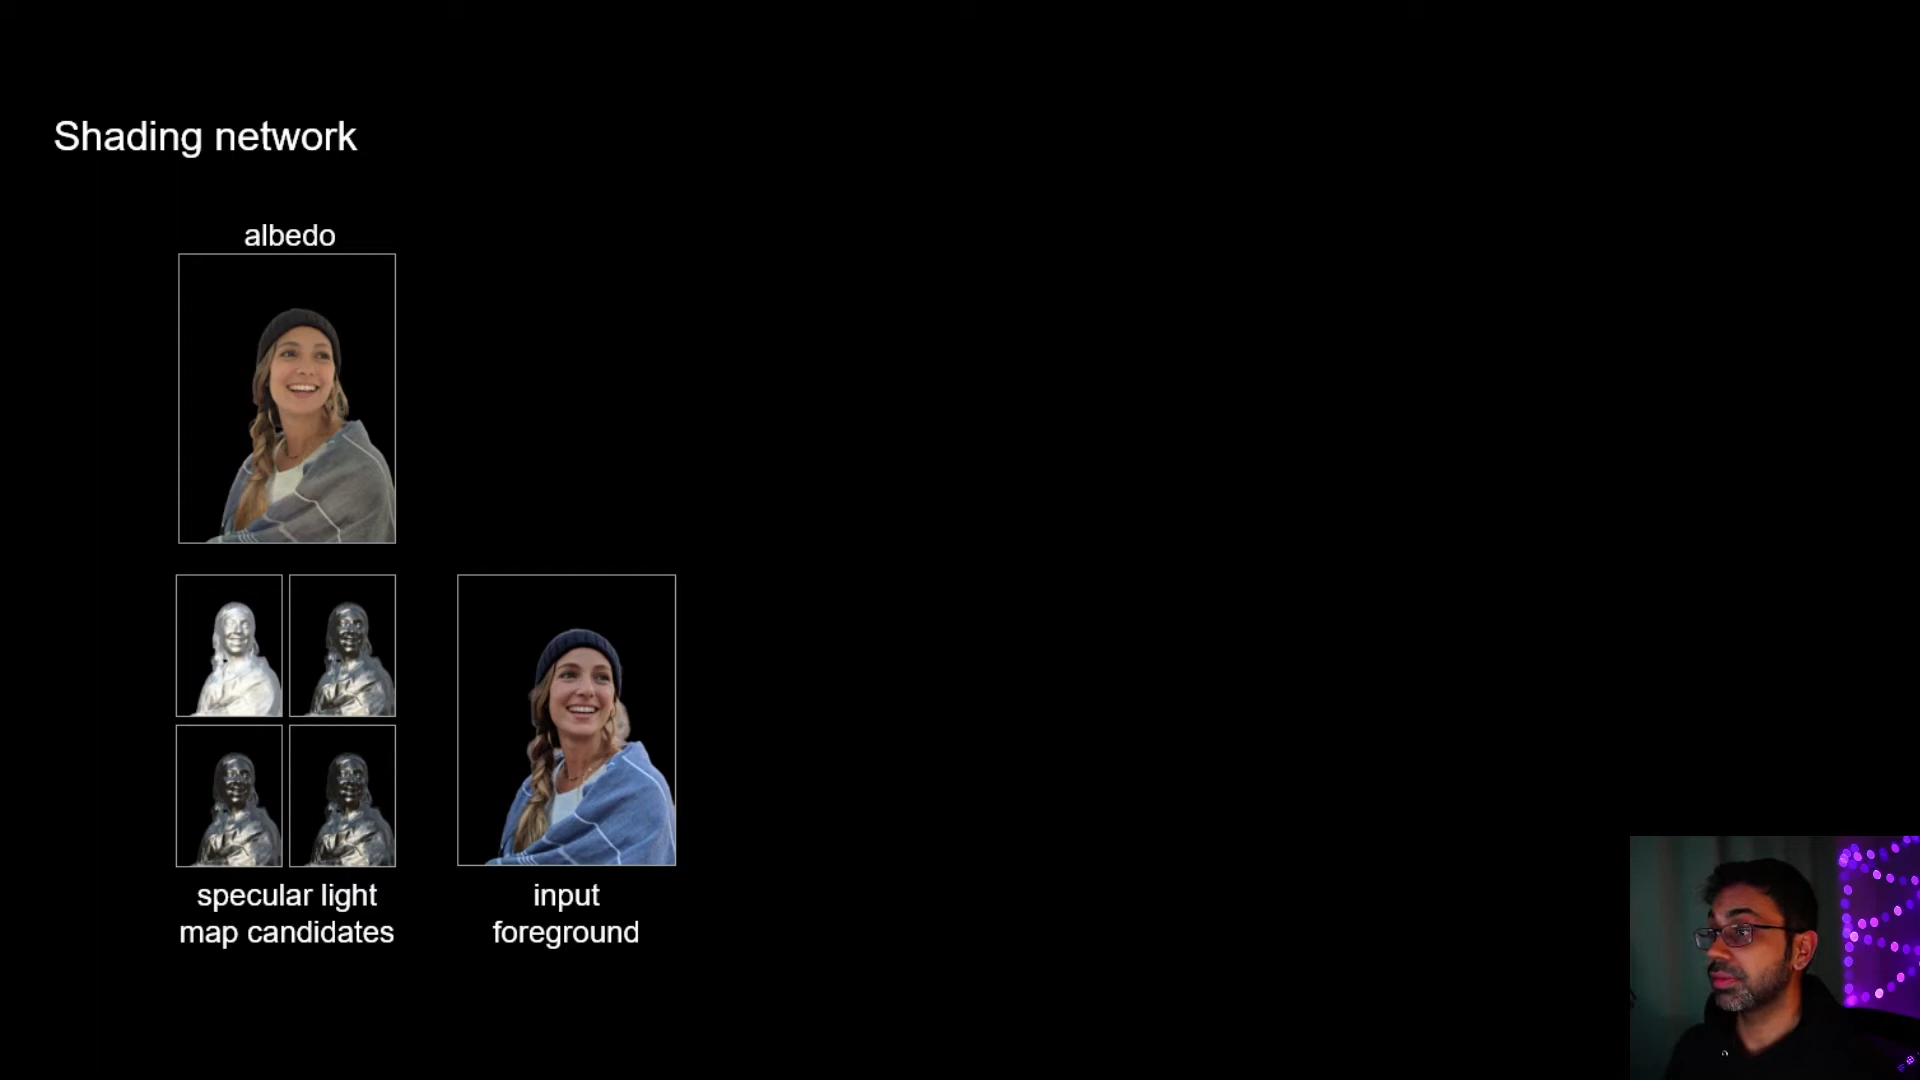 Shading network
albedo
specular light
map candidates
input
foreground